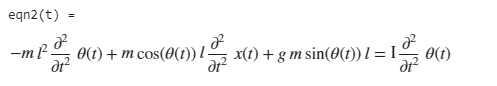 eqn2(t) =
−m l² ∂²/∂t² θ(t) + m cos(θ(t)) l ∂²/∂t² x(t) + g m sin(θ(t)) l = I ∂²/∂t² θ(t)